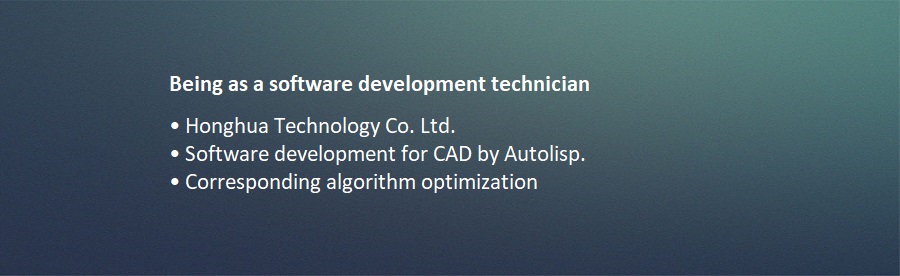 Being as a software development technician
• Honghua Technology Co. Ltd.
• Software development for CAD by Autolisp.
• Corresponding algorithm optimization